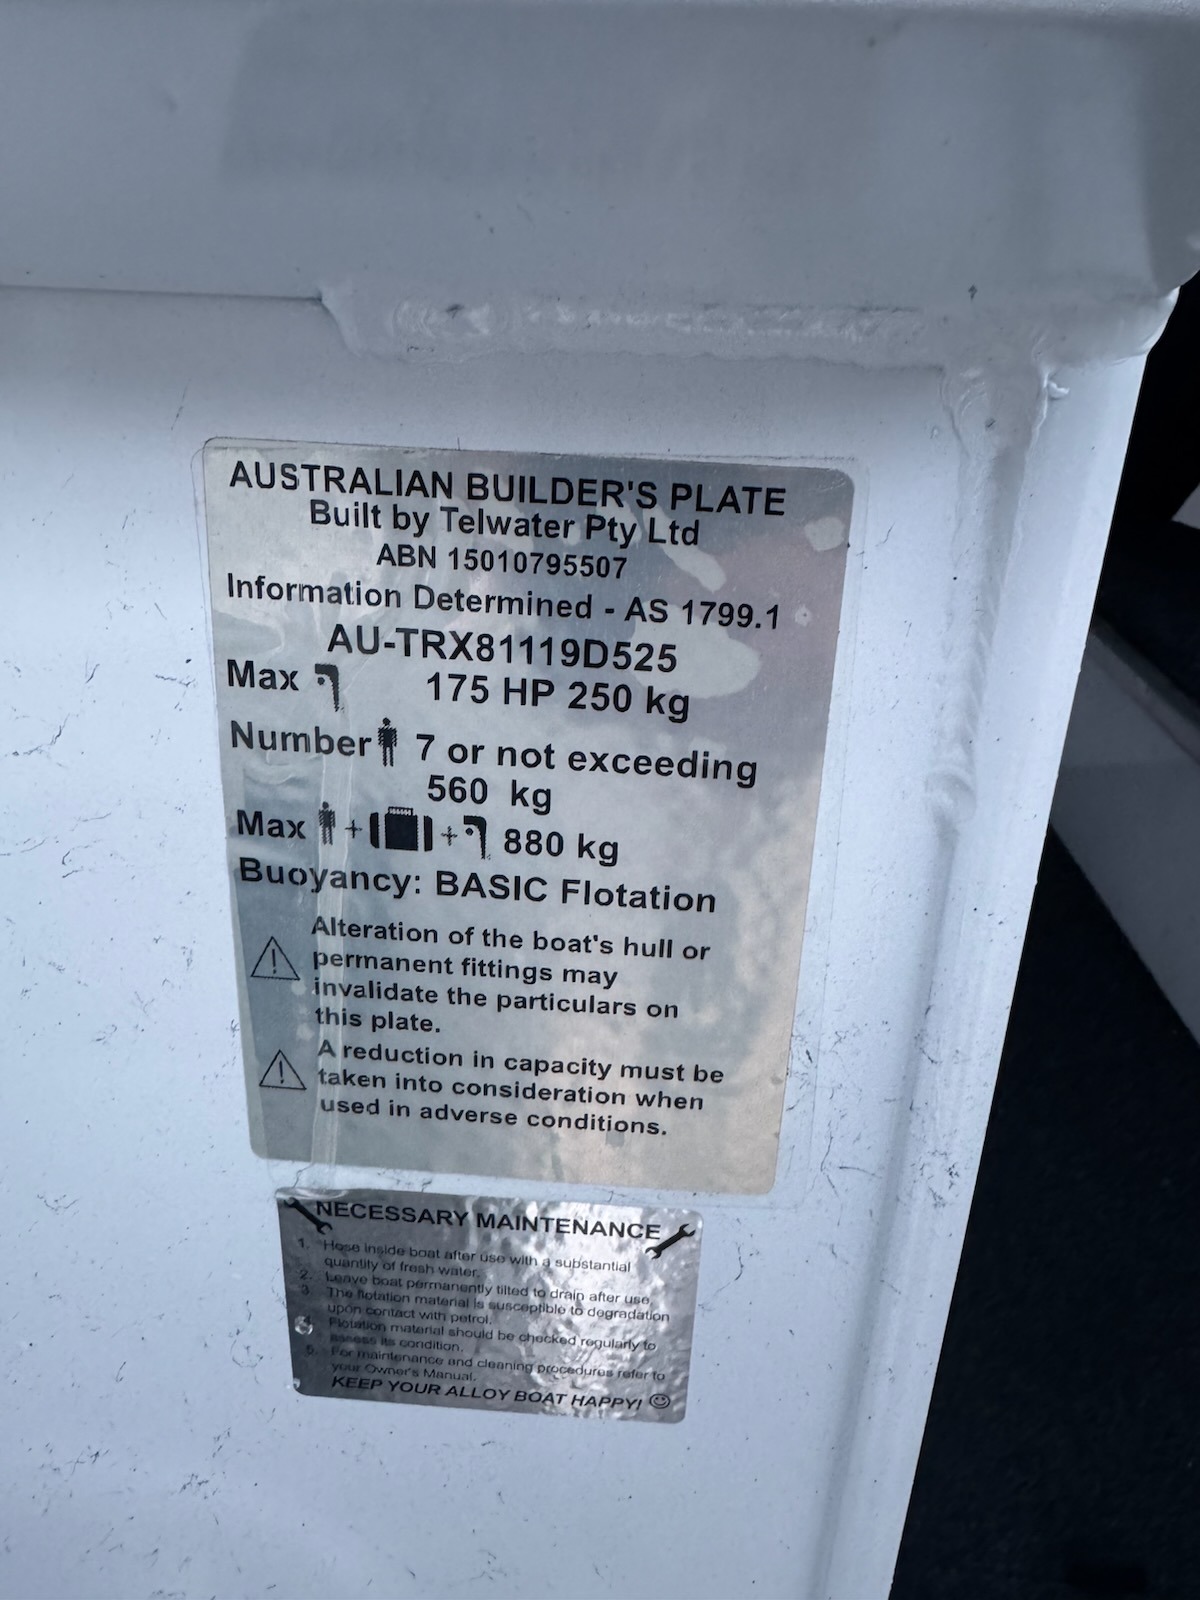 AUSTRALIAN BUILDER'S PLATE
Built by Telwater Pty Ltd
ABN 15010795507
Information Determined - AS 1799.1
AU-TRX81119D525
Max 175 HP 250 kg
Number 7 or not exceeding
560 kg
Max + + 880 kg
Buoyancy: BASIC Flotation
Alteration of the boat's hull or
permanent fittings may
invalidate the particulars on
this plate.
A reduction in capacity must be
taken into consideration when
used in adverse conditions.
NECESSARY MAINTENANCE
1. Hose inside boat after use with a substantial
quantity of fresh water.
2. Leave boat permanently tilted to drain after use.
3. The flotation material is susceptible to degradation
upon contact with petrol.
4. Flotation material should be checked regularly to
assess its condition.
5. For maintenance and cleaning procedures refer to
your Owner's Manual.
KEEP YOUR ALLOY BOAT HAPPY!